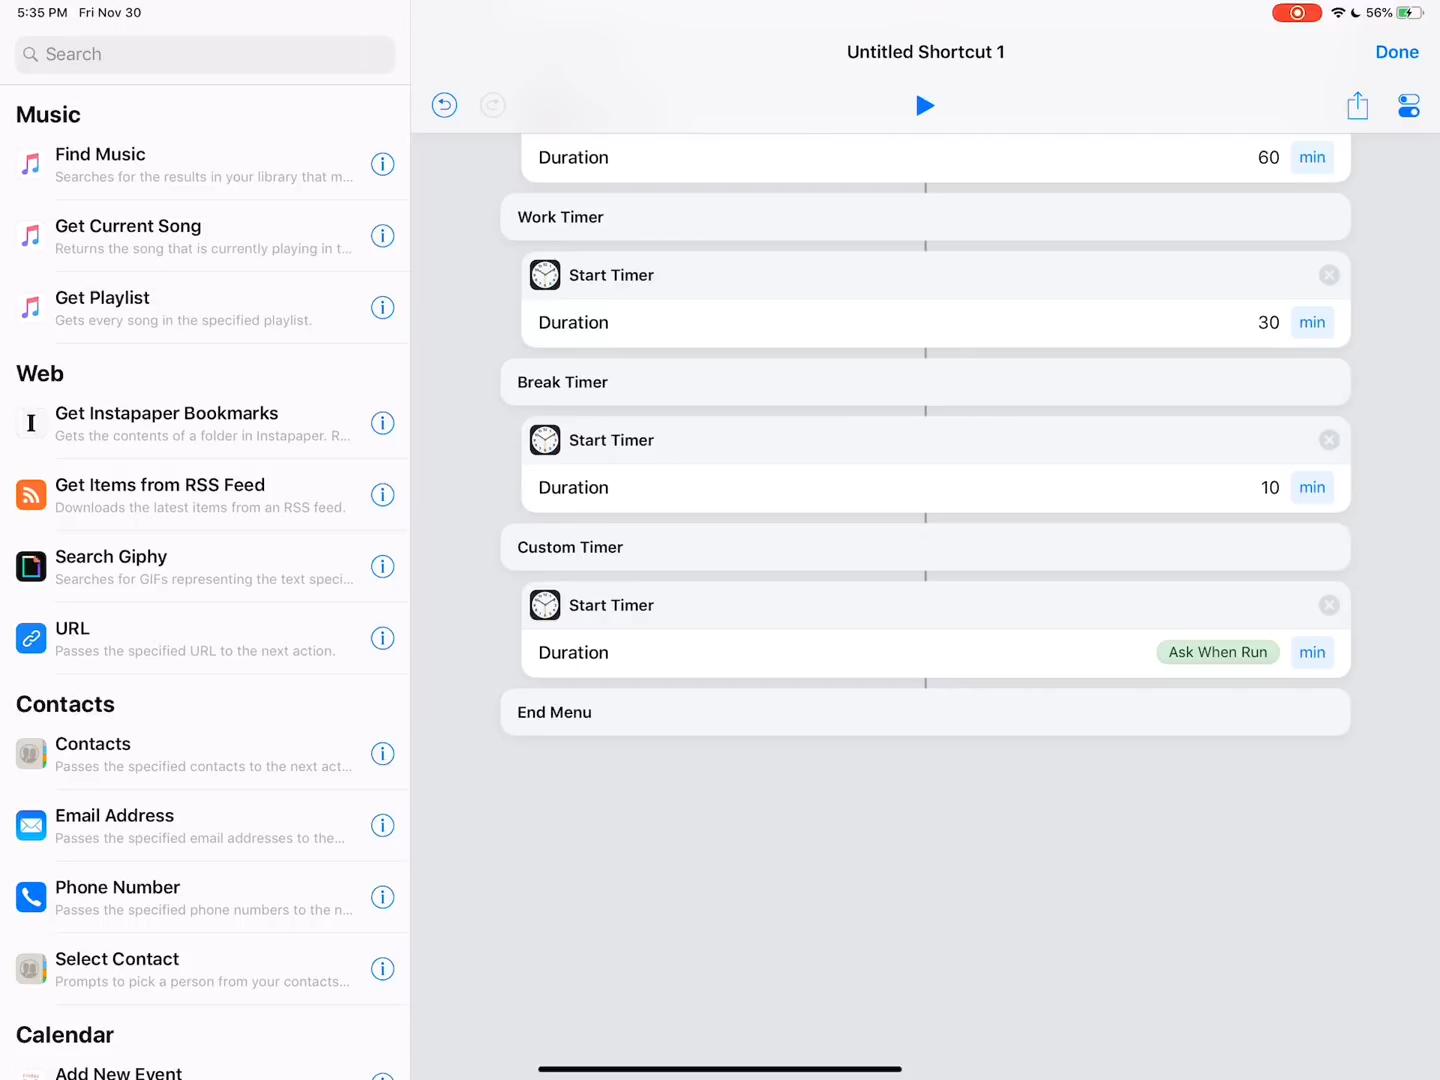 5:35 PM Fri Nov 30
56%
Search
Untitled Shortcut 1
Done
Music
Find Music
Searches for the results in your library that m...
Get Current Song
Returns the song that is currently playing in t...
Get Playlist
Gets every song in the specified playlist.
Web
Get Instapaper Bookmarks
Gets the contents of a folder in Instapaper. R...
Get Items from RSS Feed
Downloads the latest items from an RSS feed.
Search Giphy
Searches for GIFs representing the text speci...
URL
Passes the specified URL to the next action.
Contacts
Contacts
Passes the specified contacts to the next act...
Email Address
Passes the specified email addresses to the...
Phone Number
Passes the specified phone numbers to the n...
Select Contact
Prompts to pick a person from your contacts...
Calendar
Add New Event
Duration 60 min
Work Timer
Start Timer
Duration 30 min
Break Timer
Start Timer
Duration 10 min
Custom Timer
Start Timer
Duration Ask When Run min
End Menu